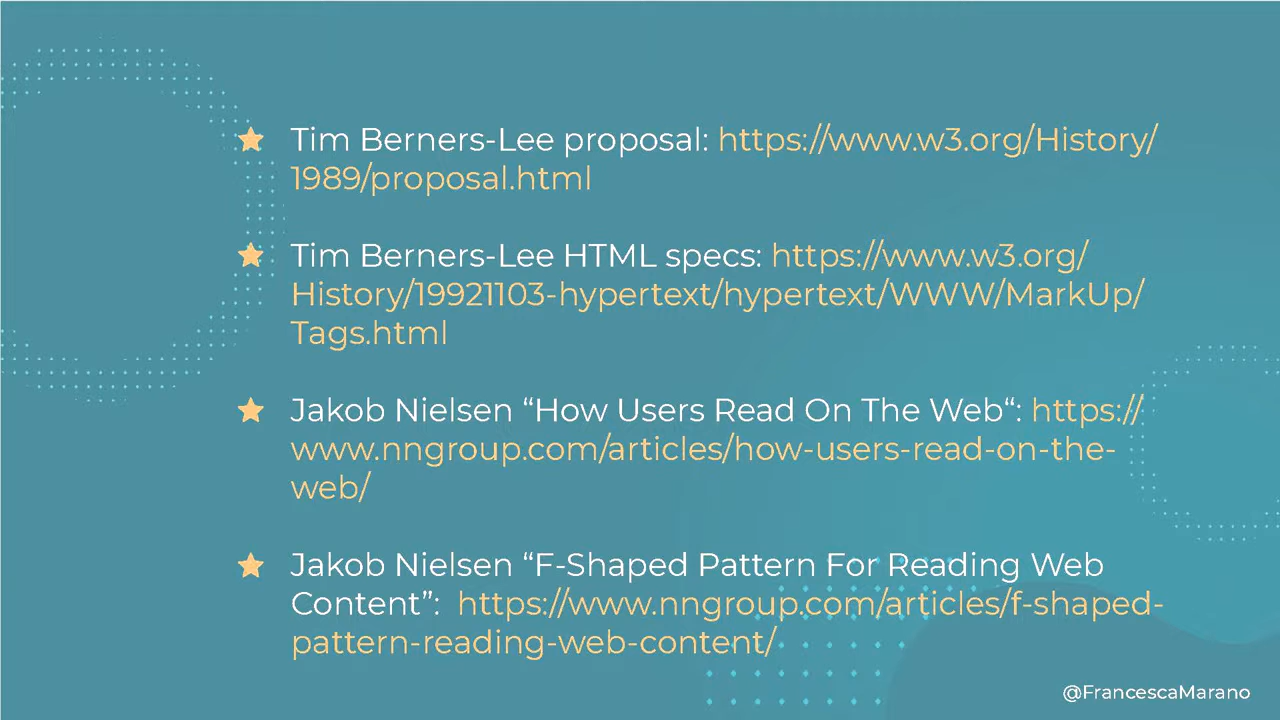 Tim Berners-Lee proposal: https://www.w3.org/History/
1989/proposal.html
Tim Berners-Lee HTML specs: https://www.w3.org/
History/19921103-hypertext/hypertext/WWW/MarkUp/
Tags.html
Jakob Nielsen “How Users Read On The Web“: https://
www.nngroup.com/articles/how-users-read-on-the-
web/
Jakob Nielsen “F-Shaped Pattern For Reading Web
Content”: https://www.nngroup.com/articles/f-shaped-
pattern-reading-web-content/
@FrancescaMarano